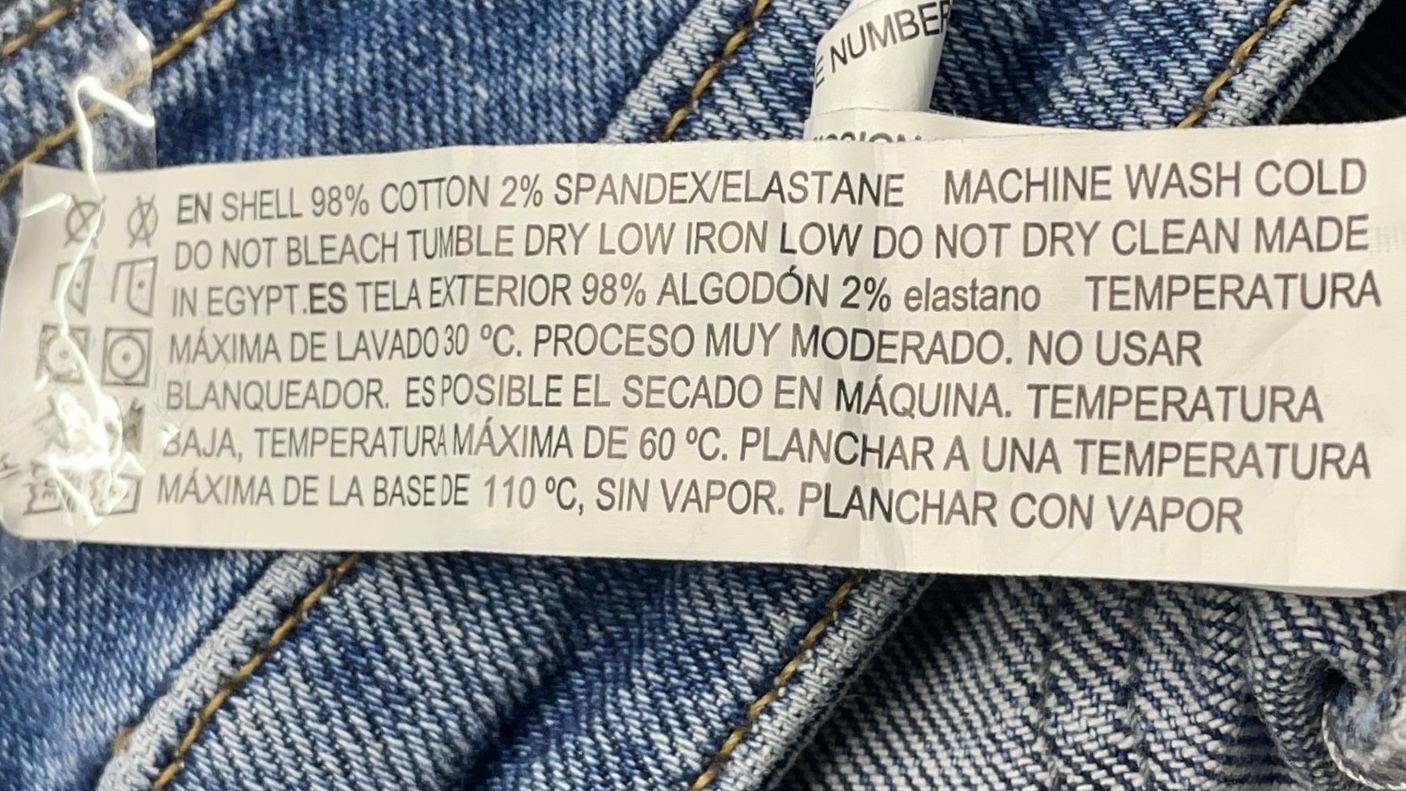 NUMBER
EN SHELL 98% COTTON 2% SPANDEX/ELASTANE MACHINE WASH COLD
DO NOT BLEACH TUMBLE DRY LOW IRON LOW DO NOT DRY CLEAN MADE
IN EGYPT.ES TELA EXTERIOR 98% ALGODÓN 2% elastano TEMPERATURA
MÁXIMA DE LAVADO 30 ºC. PROCESO MUY MODERADO. NO USAR
BLANQUEADOR. ES POSIBLE EL SECADO EN MÁQUINA. TEMPERATURA
BAJA, TEMPERATURA MÁXIMA DE 60 ºC. PLANCHAR A UNA TEMPERATURA
MÁXIMA DE LA BASE DE 110 ºC, SIN VAPOR. PLANCHAR CON VAPOR